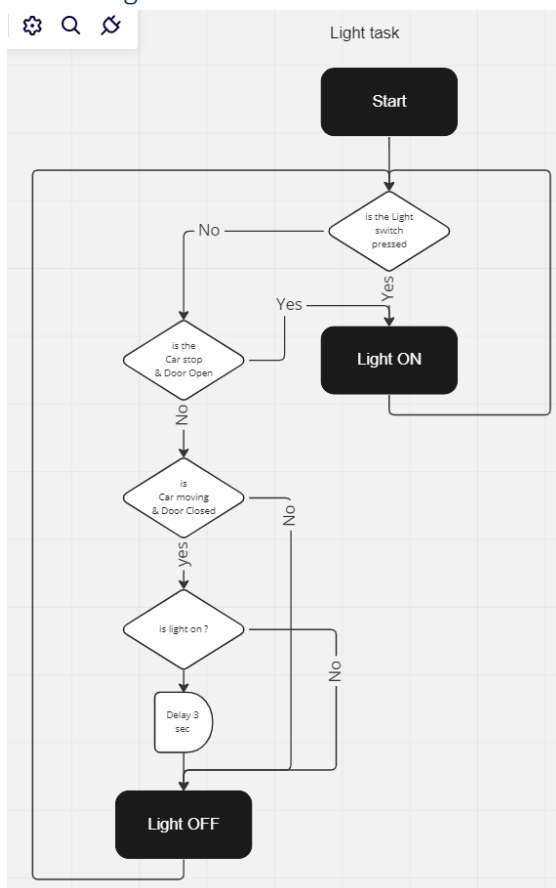 Light task
Start
is the Light
switch
pressed
No
Yes
Yes
Light ON
is the
Car stop
& Door Open
No
is
Car moving
& Door Closed
No
yes
is light on ?
No
Delay 3
sec
Light OFF